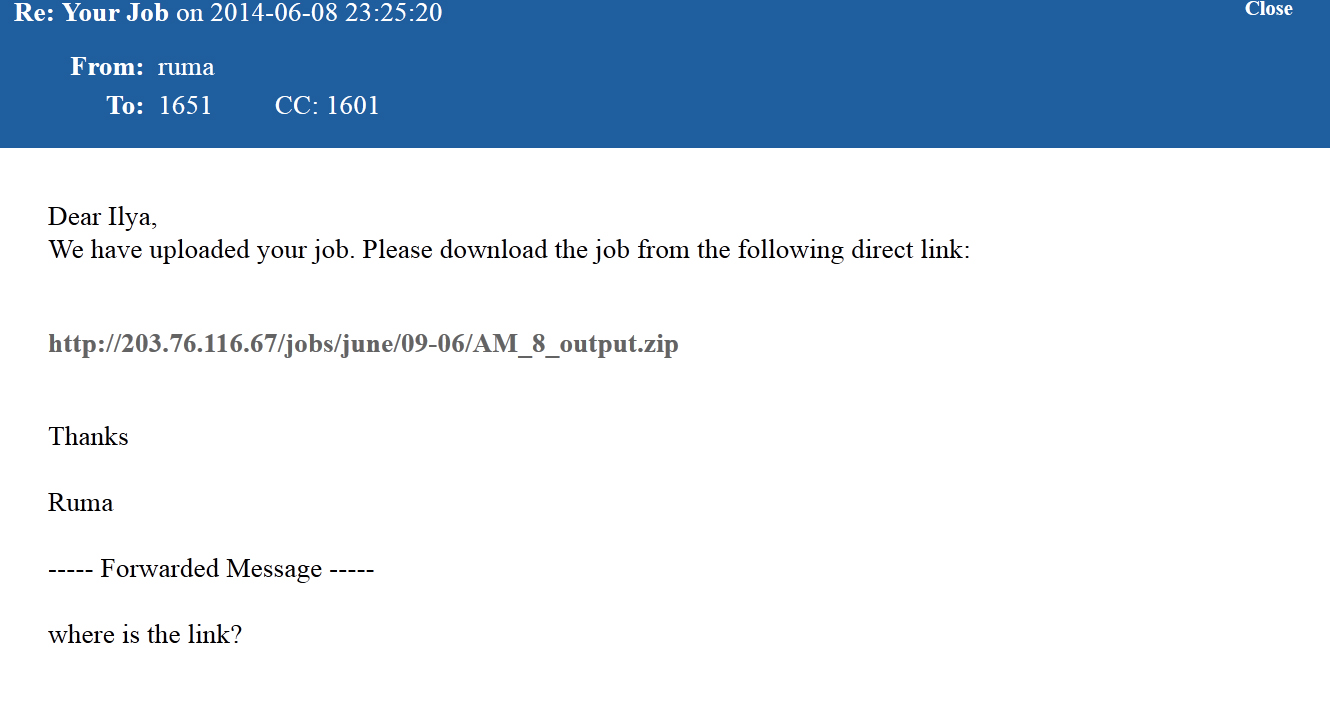 Re: Your Job on 2014-06-08 23:25:20 Close
From: ruma
To: 1651 CC: 1601
Dear Ilya,
We have uploaded your job. Please download the job from the following direct link:
http://203.76.116.67/jobs/june/09-06/AM_8_output.zip
Thanks
Ruma
----- Forwarded Message -----
where is the link?